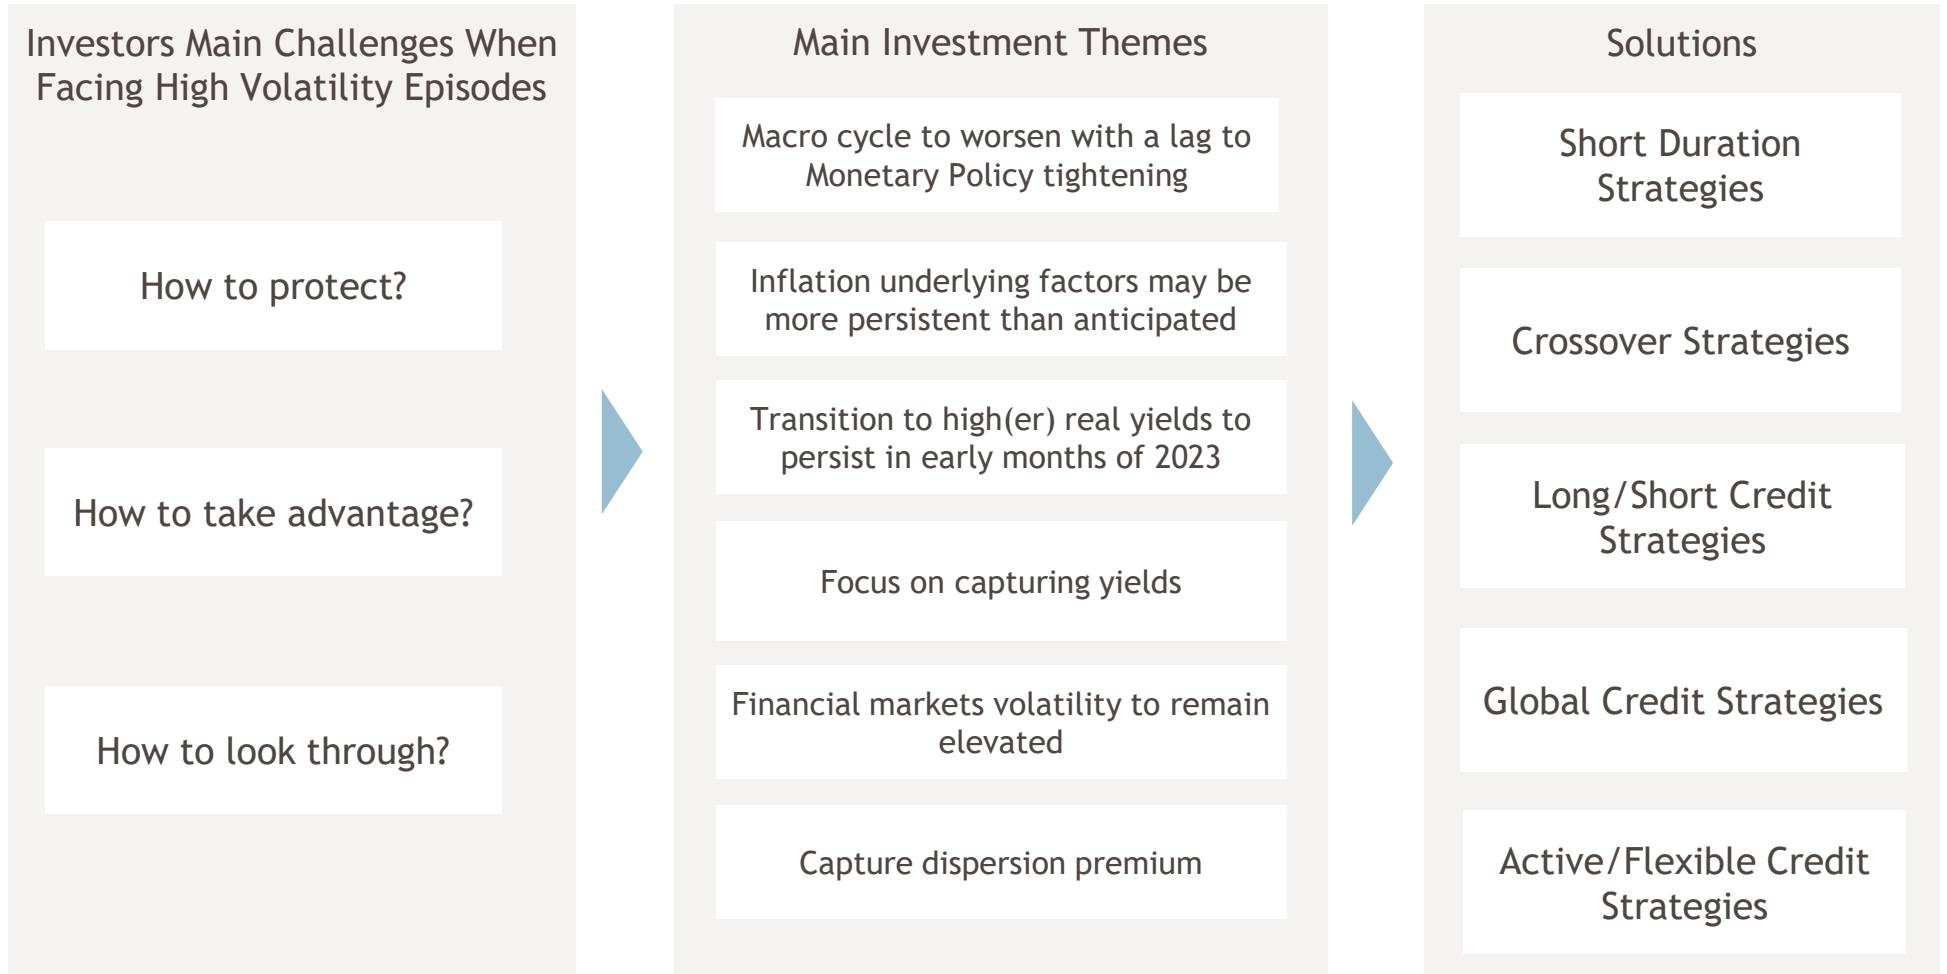 Investors Main Challenges When
Facing High Volatility Episodes
How to protect?
How to take advantage?
How to look through?
Main Investment Themes
Macro cycle to worsen with a lag to
Monetary Policy tightening
Inflation underlying factors may be
more persistent than anticipated
Transition to high(er) real yields to
persist in early months of 2023
Focus on capturing yields
Financial markets volatility to remain
elevated
Capture dispersion premium
Solutions
Short Duration
Strategies
Crossover Strategies
Long/Short Credit
Strategies
Global Credit Strategies
Active/Flexible Credit
Strategies